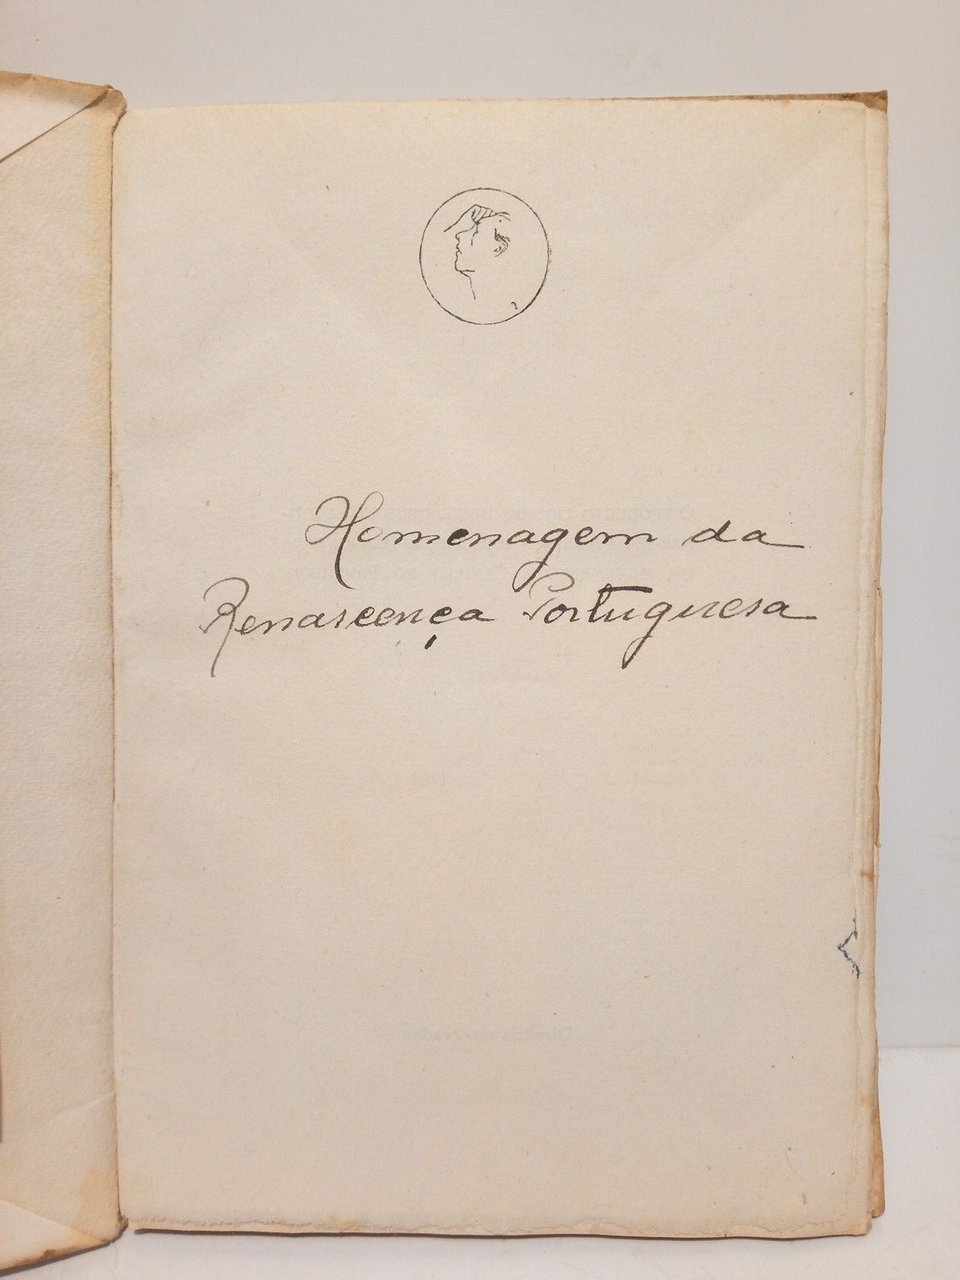 Homenagem da
Renascença Portuguesa